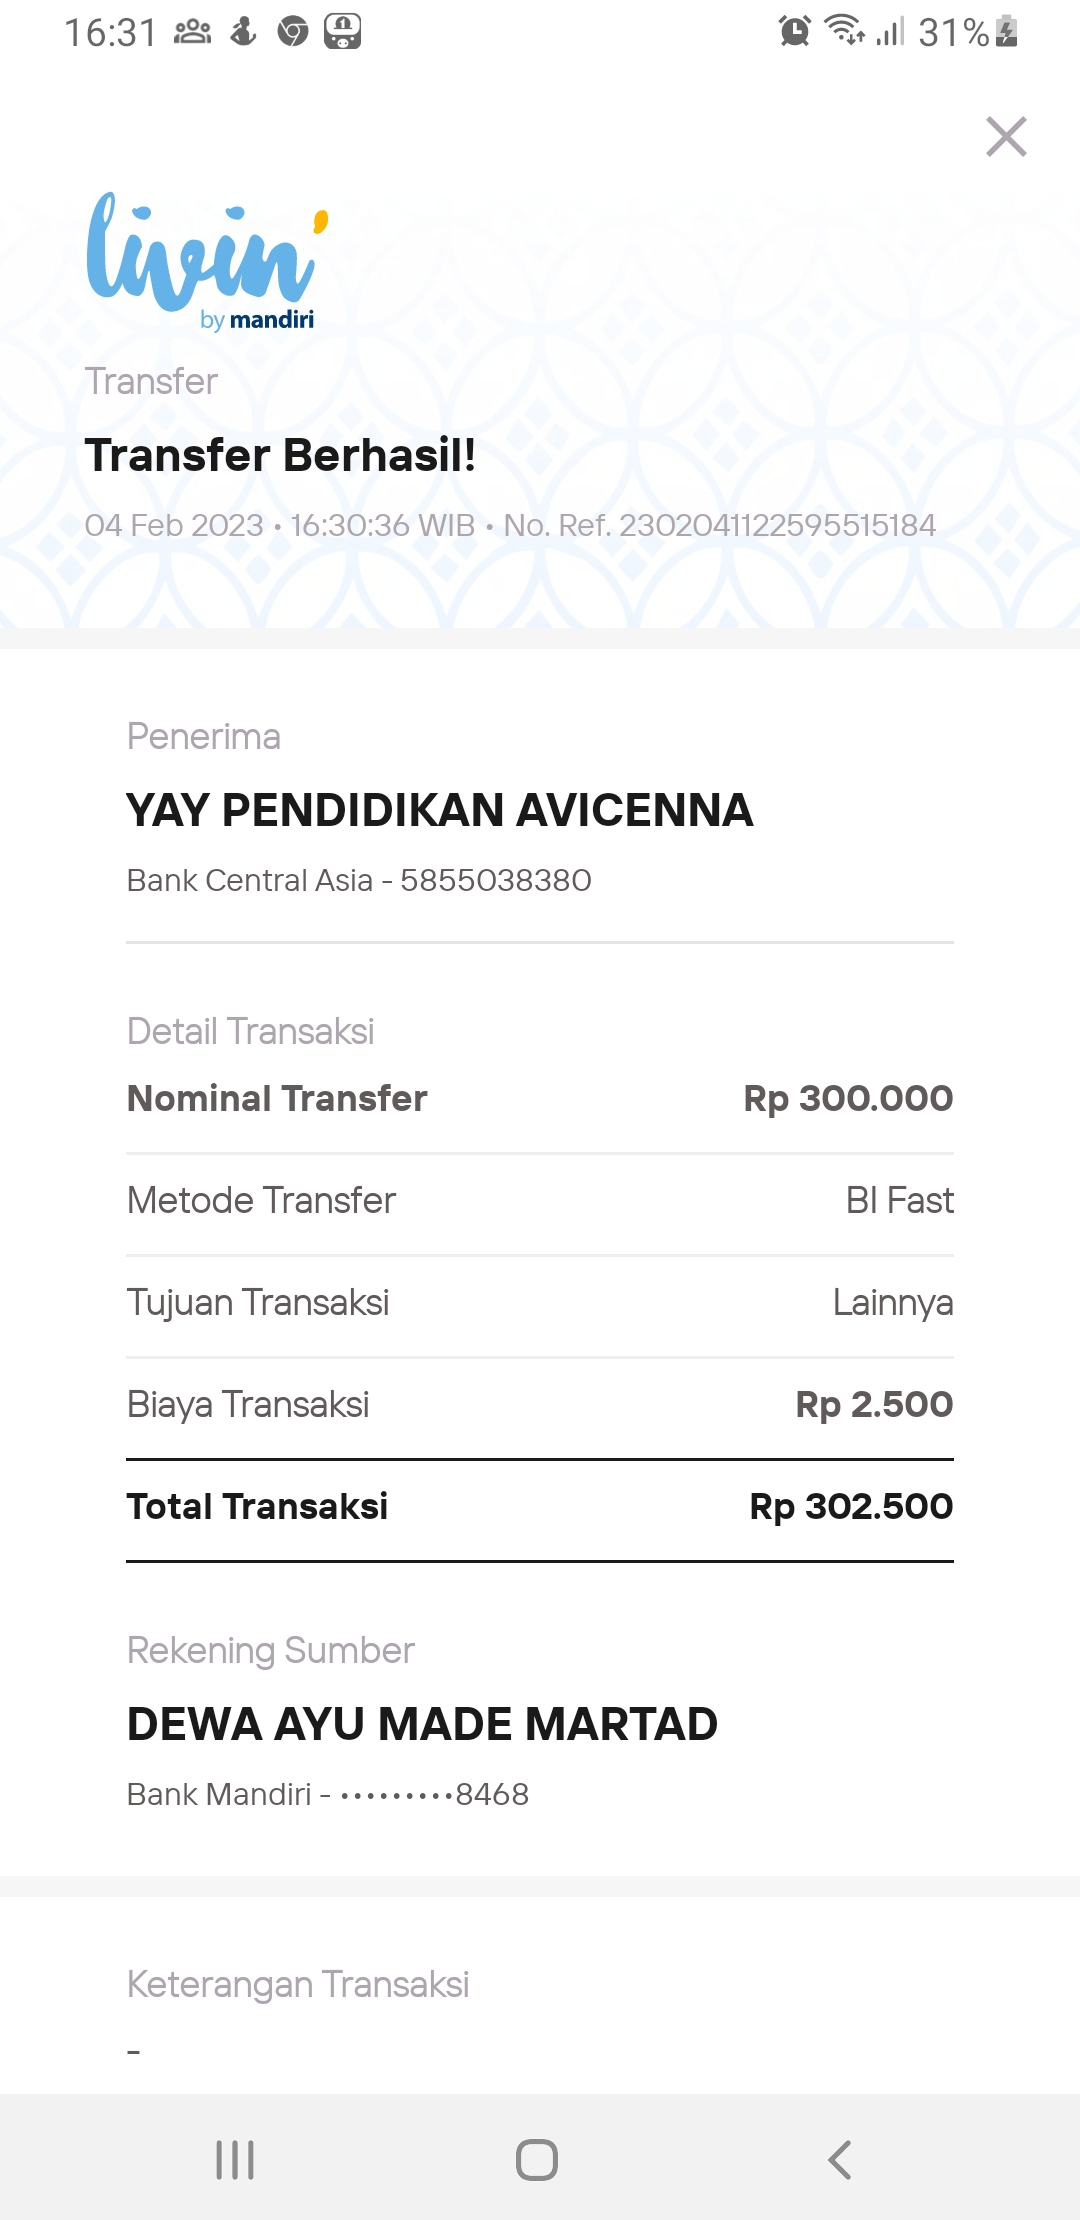 16:31 31%
livin'
by mandiri
Transfer
Transfer Berhasil!
04 Feb 2023 • 16:30:36 WIB • No. Ref. 2302041122595515184
Penerima
YAY PENDIDIKAN AVICENNA
Bank Central Asia - 5855038380
Detail Transaksi
Nominal Transfer Rp 300.000
Metode Transfer BI Fast
Tujuan Transaksi Lainnya
Biaya Transaksi Rp 2.500
Total Transaksi Rp 302.500
Rekening Sumber
DEWA AYU MADE MARTAD
Bank Mandiri - •••••••••8468
Keterangan Transaksi
-